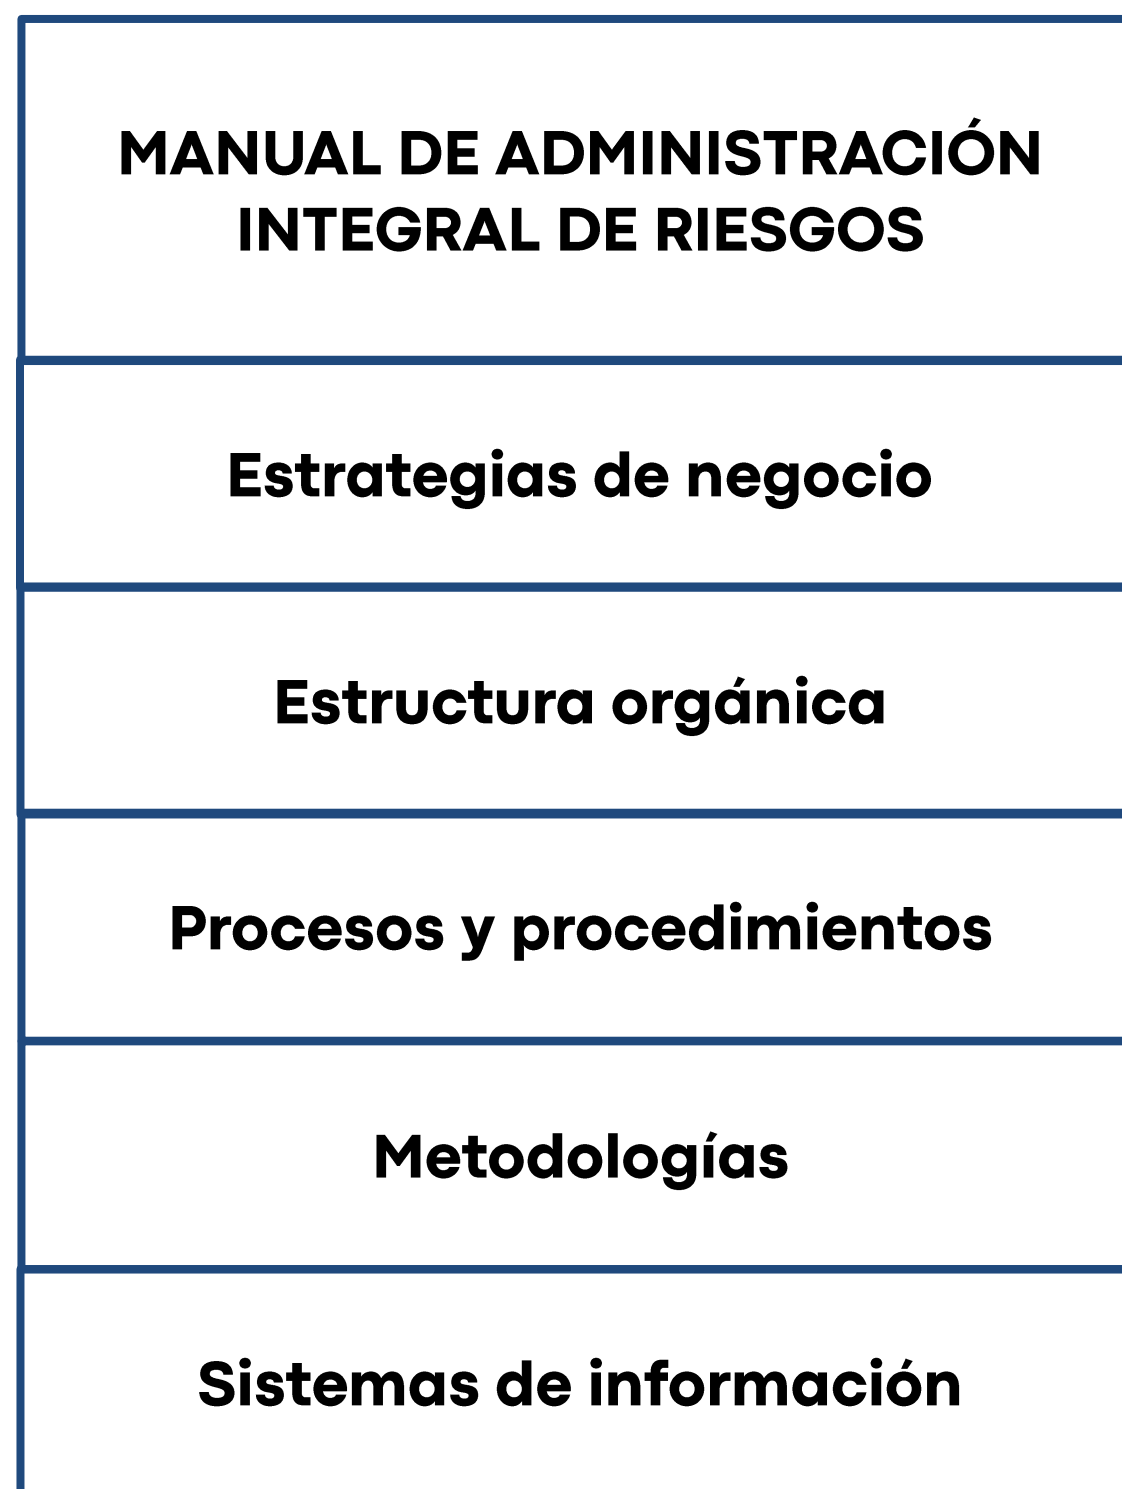 MANUAL DE ADMINISTRACIÓN
INTEGRAL DE RIESGOS
Estrategias de negocio
Estructura orgánica
Procesos y procedimientos
Metodologías
Sistemas de información